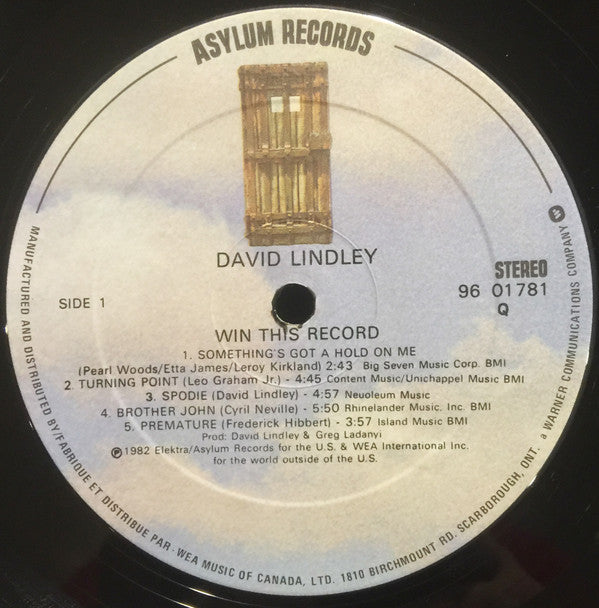 ASYLUM RECORDS
DAVID LINDLEY
STEREO
96 01781
Q
SIDE 1
WIN THIS RECORD
1. SOMETHING'S GOT A HOLD ON ME
(Pearl Woods/Etta James/Leroy Kirkland) 2:43 Big Seven Music Corp. BMI
2. TURNING POINT (Leo Graham Jr.) - 4:45 Content Music/Unichappel Music BMI
3. SPODIE (David Lindley) - 4:57 Neuoleum Music
4. BROTHER JOHN (Cyril Neville) - 5:50 Rhinelander Music. Inc. BMI
5. PREMATURE (Frederick Hibbert) - 3:57 Island Music BMI
Prod: David Lindley & Greg Ladanyi
℗1982 Elektra/Asylum Records for the U.S. & WEA International Inc.
for the world outside of the U.S.
MANUFACTURED AND DISTRIBUTED BY/FABRIQUE ET DISTRIBUE PAR - WEA MUSIC OF CANADA, LTD. 1810 BIRCHMOUNT RD. SCARBOROUGH, ONT. a WARNER COMMUNICATIONS COMPANY